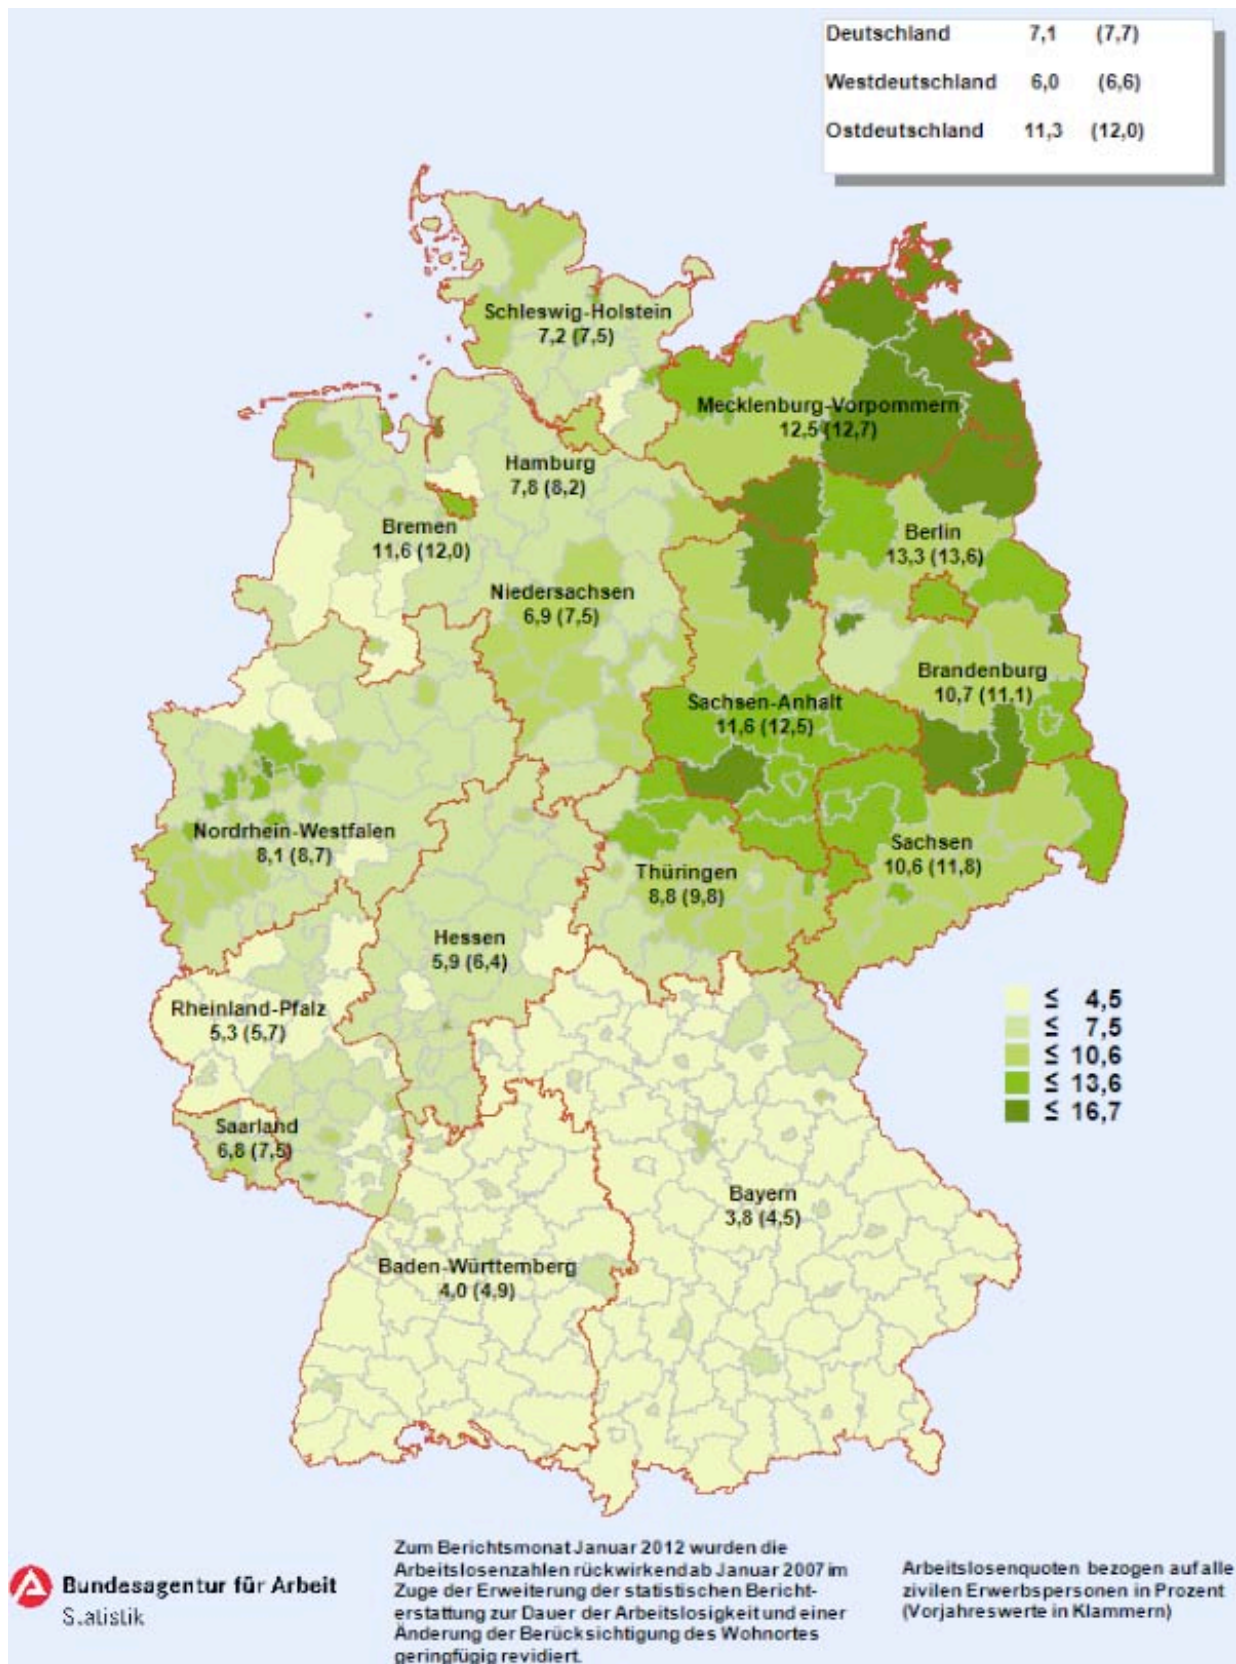 Deutschland 7,1 (7,7)
Westdeutschland 6,0 (6,6)
Ostdeutschland 11,3 (12,0)
Schleswig-Holstein
7,2 (7,5)
Mecklenburg-Vorpommern
12,5 (12,7)
Hamburg
7,8 (8,2)
Bremen
11,6 (12,0)
Berlin
13,3 (13,6)
Niedersachsen
6,9 (7,5)
Brandenburg
10,7 (11,1)
Sachsen-Anhalt
11,6 (12,5)
Nordrhein-Westfalen
8,1 (8,7)
Sachsen
10,6 (11,8)
Thüringen
8,8 (9,8)
Hessen
5,9 (6,4)
Rheinland-Pfalz
5,3 (5,7)
≤ 4,5
≤ 7,5
≤ 10,6
≤ 13,6
≤ 16,7
Saarland
6,8 (7,5)
Bayern
3,8 (4,5)
Baden-Württemberg
4,0 (4,9)
Bundesagentur für Arbeit
Statistik
Zum Berichtsmonat Januar 2012 wurden die
Arbeitslosenzahlen rückwirkend ab Januar 2007 im
Zuge der Erweiterung der statistischen Bericht-
erstattung zur Dauer der Arbeitslosigkeit und einer
Änderung der Berücksichtigung des Wohnortes
geringfügig revidiert.
Arbeitslosenquoten bezogen auf alle
zivilen Erwerbspersonen in Prozent
(Vorjahreswerte in Klammern)